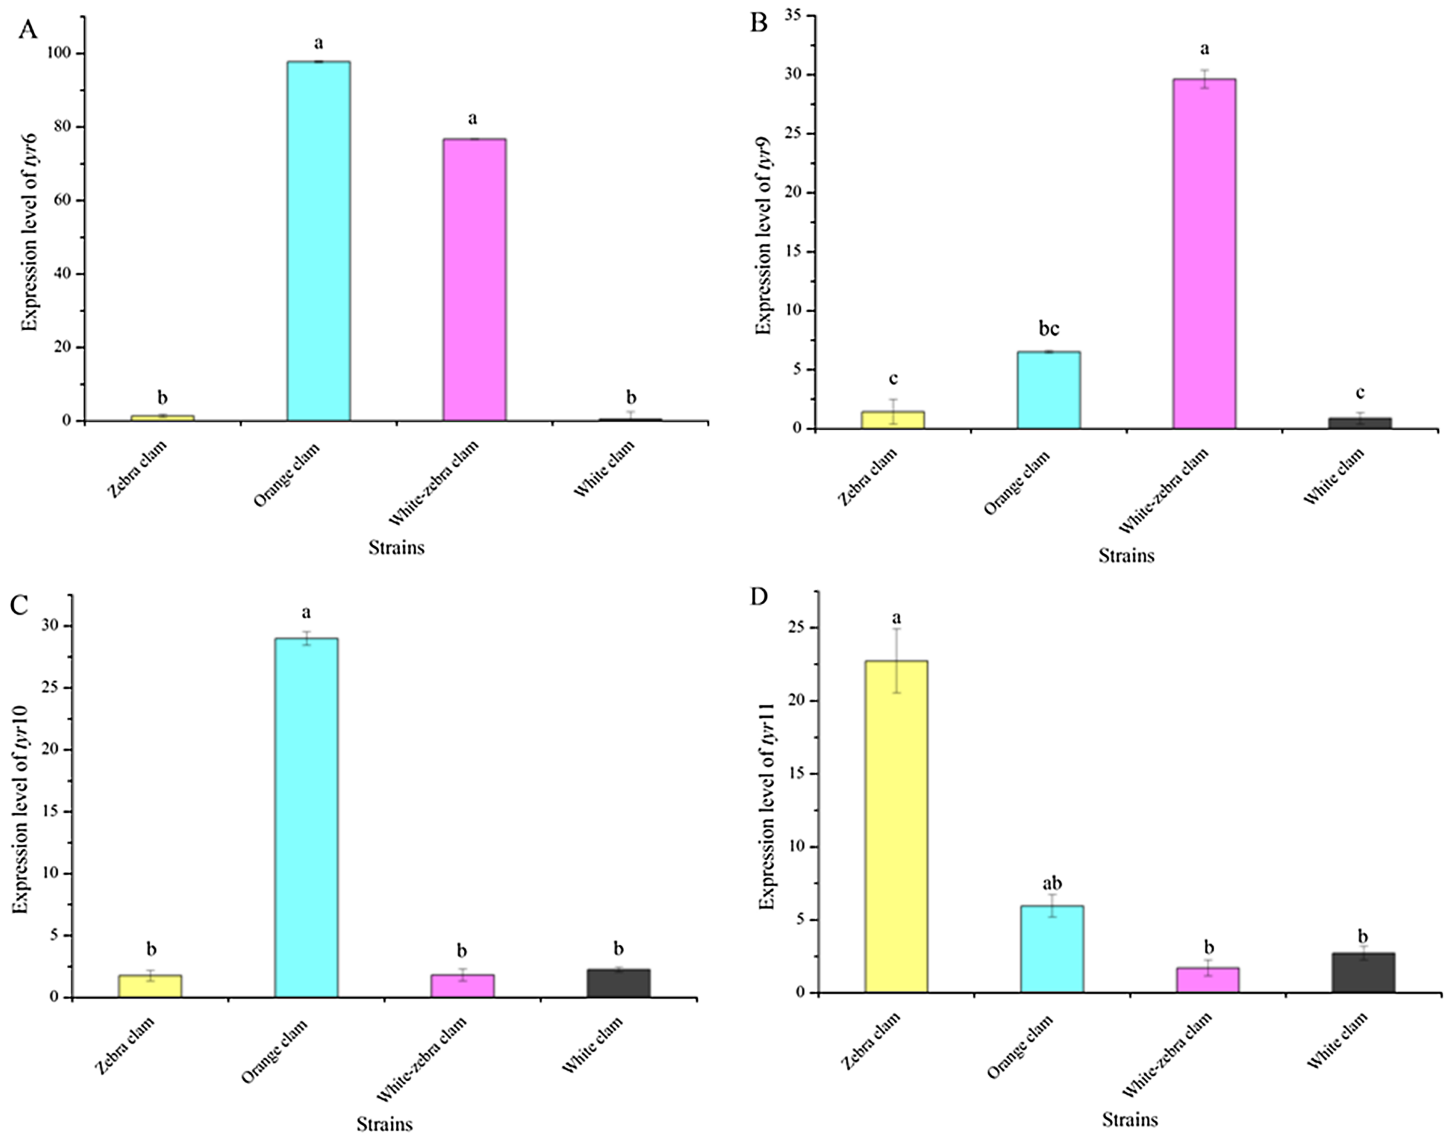 A
Expression level of tyr6
100
80
60
40
20
0
a
a
b
b
Zebra clam
Orange clam
White-zebra clam
White clam
Strains
B
Expression level of tyr9
35
30
25
20
15
10
5
0
c
bc
a
c
Zebra clam
Orange clam
White-zebra clam
White clam
Strains
C
Expression level of tyr10
30
25
20
15
10
5
0
b
a
b
b
Zebra clam
Orange clam
White-zebra clam
White clam
Strains
D
Expression level of tyr11
25
20
15
10
5
0
a
ab
b
b
Zebra clam
Orange clam
White-zebra clam
White clam
Strains